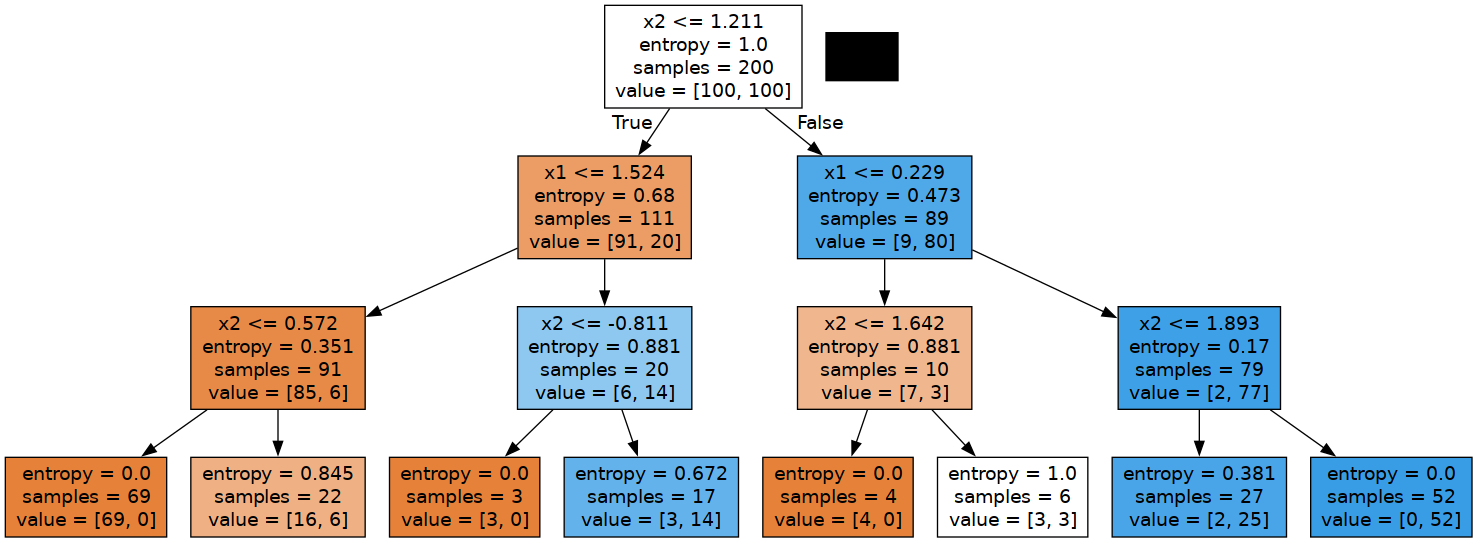 x2 <= 1.211
entropy = 1.0
samples = 200
value = [100, 100]
True
False
x1 <= 1.524
entropy = 0.68
samples = 111
value = [91, 20]
x1 <= 0.229
entropy = 0.473
samples = 89
value = [9, 80]
x2 <= 0.572
entropy = 0.351
samples = 91
value = [85, 6]
x2 <= -0.811
entropy = 0.881
samples = 20
value = [6, 14]
x2 <= 1.642
entropy = 0.881
samples = 10
value = [7, 3]
x2 <= 1.893
entropy = 0.17
samples = 79
value = [2, 77]
entropy = 0.0
samples = 69
value = [69, 0]
entropy = 0.845
samples = 22
value = [16, 6]
entropy = 0.0
samples = 3
value = [3, 0]
entropy = 0.672
samples = 17
value = [3, 14]
entropy = 0.0
samples = 4
value = [4, 0]
entropy = 1.0
samples = 6
value = [3, 3]
entropy = 0.381
samples = 27
value = [2, 25]
entropy = 0.0
samples = 52
value = [0, 52]